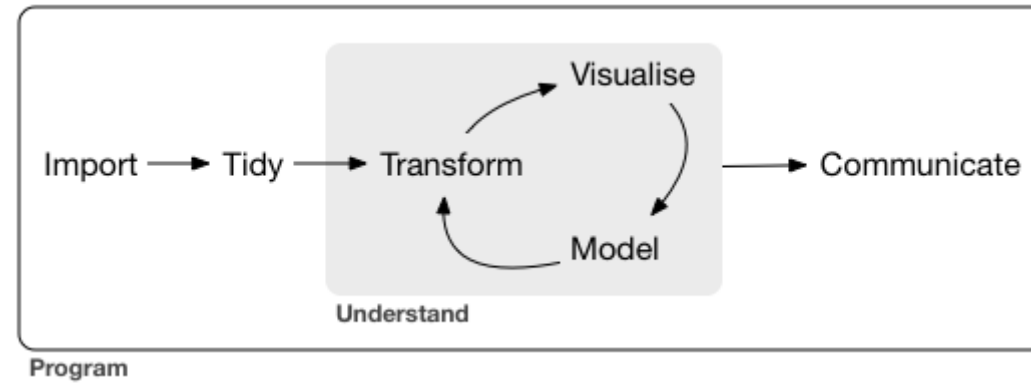 Visualise
Import Tidy Transform Communicate
Model
Understand
Program